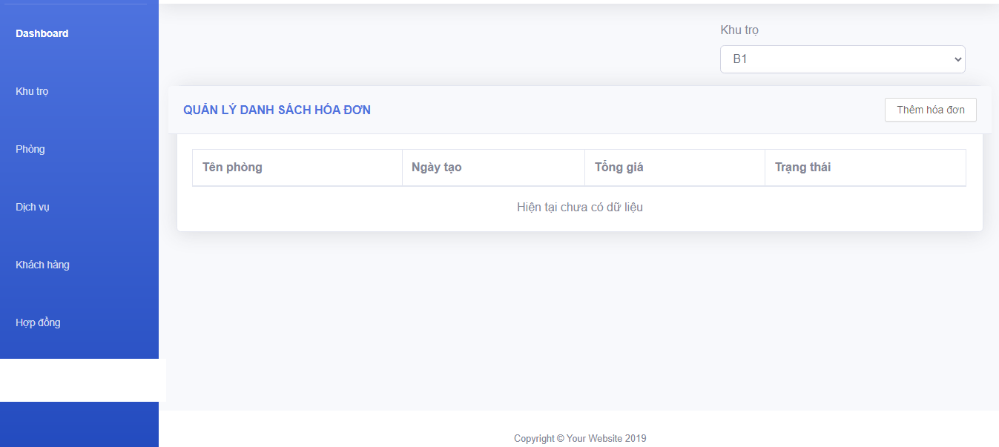 Dashboard
Khu trọ
Phòng
Dịch vụ
Khách hàng
Hợp đồng
Khu trọ
B1
QUẢN LÝ DANH SÁCH HÓA ĐƠN
Thêm hóa đơn
Tên phòng Ngày tạo Tổng giá Trạng thái
Hiện tại chưa có dữ liệu
Copyright © Your Website 2019